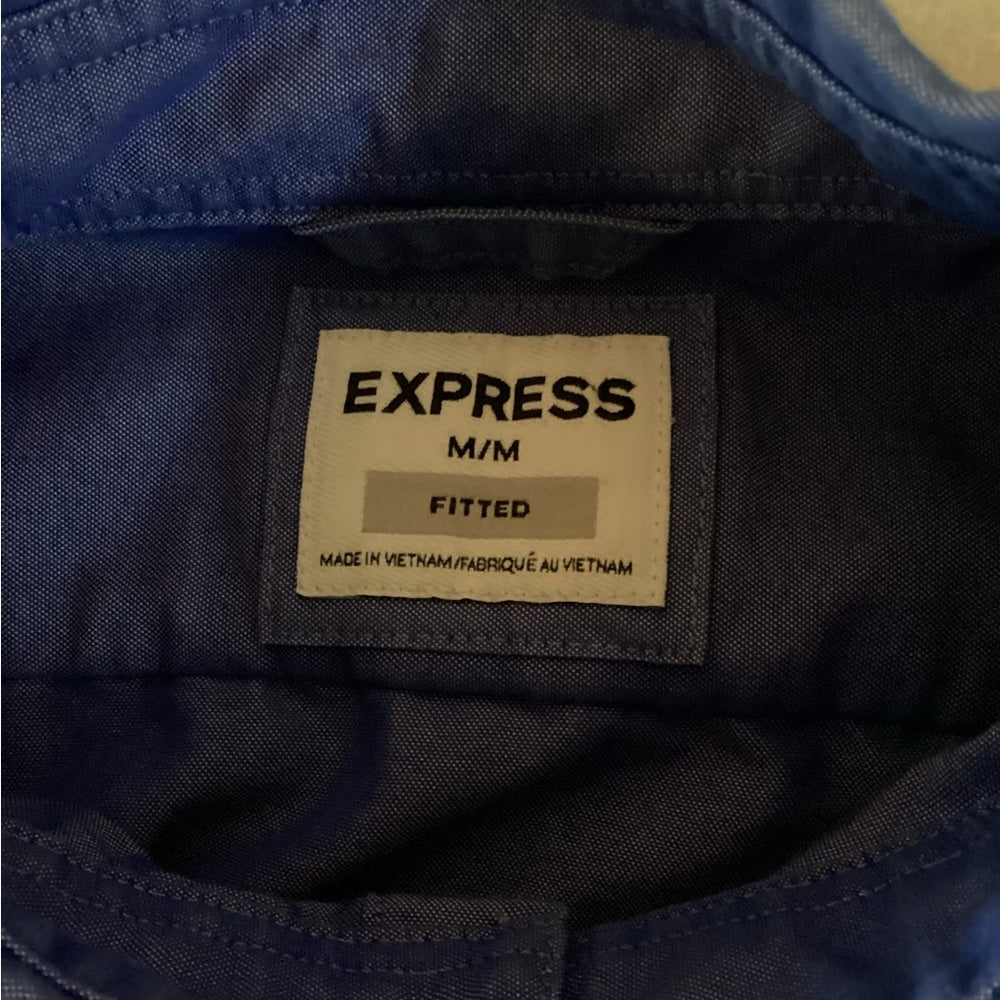 EXPRESS
M/M
FITTED
MADE IN VIETNAM/FABRIQUÉ AU VIETNAM